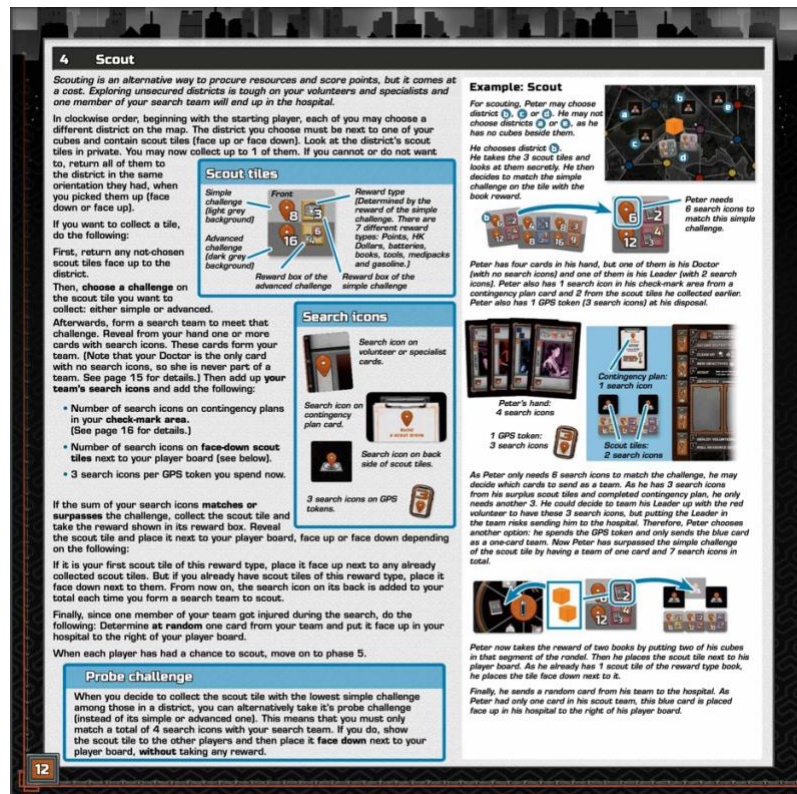 4 Scout
Scouting is an alternative way to procure resources and score points, but it comes at
a cost. Exploring unsecured districts is tough on your volunteers and specialists and
one member of your search team will end up in the hospital.
In clockwise order, beginning with the starting player, each of you may choose a
different district on the map. The district you choose must be next to one of your
cubes and contain scout tiles (face up or face down). Look at the district's scout
tiles in private. You may now collect up to 1 of them. If you cannot or do not want
to, return all of them to
the district in the same
orientation they had, when
you picked them up (face
down or face up).
If you want to collect a tile,
do the following:
First, return any not-chosen
scout tiles face up to the
district.
Then, choose a challenge on
the scout tile you want to
collect: either simple or advanced.
Scout tiles
Simple
challenge
(light grey
background)
Advanced
challenge
(dark grey
background)
Front
8
3
16
6
Reward type
(Determined by the
reward of the simple
challenge. There are
7 different reward
types: Points, HK
Dollars, batteries,
books, tools, medipacks
and gasoline.)
Reward box of the
advanced challenge
Reward box of the
simple challenge
Afterwards, form a search team to meet that
challenge. Reveal from your hand one or more
cards with search icons. These cards form your
team. (Note that your Doctor is the only card
with no search icons, so she is never part of a
team. See page 15 for details.) Then add up your
team's search icons and add the following:
• Number of search icons on contingency plans
in your check-mark area.
(See page 16 for details.)
• Number of search icons on face-down scout
tiles next to your player board (see below).
• 3 search icons per GPS token you spend now.
Search icons
Search icon on
volunteer or specialist
cards.
Search icon on
contingency
plan card.
Search icon on back
side of scout tiles.
3 search icons on GPS
tokens.
If the sum of your search icons matches or
surpasses the challenge, collect the scout tile and
take the reward shown in its reward box. Reveal
the scout tile and place it next to your player board, face up or face down depending
on the following:
If it is your first scout tile of this reward type, place it face up next to any already
collected scout tiles. But if you already have scout tiles of this reward type, place it
face down next to them. From now on, the search icon on its back is added to your
total each time you form a search team to scout.
Finally, since one member of your team got injured during the search, do the
following: Determine at random one card from your team and put it face up in your
hospital to the right of your player board.
When each player has had a chance to scout, move on to phase 5.
Probe challenge
When you decide to collect the scout tile with the lowest simple challenge
among those in a district, you can alternatively take it's probe challenge
(instead of its simple or advanced one). This means that you must only
match a total of 4 search icons with your search team. If you do, show
the scout tile to the other players and then place it face down next to your
player board, without taking any reward.
12
Example: Scout
For scouting, Peter may choose
district b, c or d. He may not
choose districts a or e, as he
has no cubes beside them.
He chooses district b.
He takes the 3 scout tiles and
looks at them secretly. He then
decides to match the simple
challenge on the tile with the
book reward.
a
b
e
c
d
b
6
2
12
4
Peter needs
6 search icons to
match this simple
challenge.
Peter has four cards in his hand, but one of them is his Doctor
(with no search icons) and one of them is his Leader (with 2 search
icons). Peter also has 1 search icon in his check-mark area from a
contingency plan card and 2 from the scout tiles he collected earlier.
Peter also has 1 GPS token (3 search icons) at his disposal.
Peter's hand:
4 search icons
1 GPS token:
3 search icons
Contingency plan:
1 search icon
Scout tiles:
2 search icons
As Peter only needs 6 search icons to match the challenge, he may
decide which cards to send as a team. As he has 3 search icons
from his surplus scout tiles and completed contingency plan, he only
needs another 3. He could decide to team his Leader up with the red
volunteer to have these 3 search icons, but putting the Leader in
the team risks sending him to the hospital. Therefore, Peter chooses
another option: he spends the GPS token and only sends the blue card
as a one-card team. Now Peter has surpassed the simple challenge
of the scout tile by having a team of one card and 7 search icons in
total.
2
12
4
Peter now takes the reward of two books by putting two of his cubes
in that segment of the rondel. Then he places the scout tile next to his
player board. As he already has 1 scout tile of the reward type book,
he places the tile face down next to it.
Finally, he sends a random card from his team to the hospital. As
Peter had only one card in his scout team, this blue card is placed
face up in his hospital to the right of his player board.